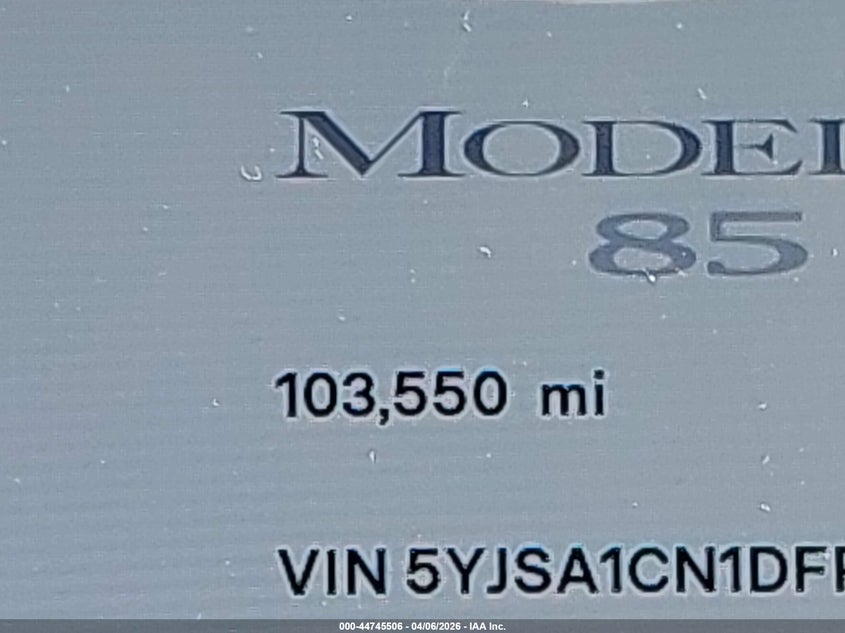 MODEL
85
103,550 mi
VIN 5YJSA1CN1DFP
000-44745506 - 04/06/2026 - IAA Inc.